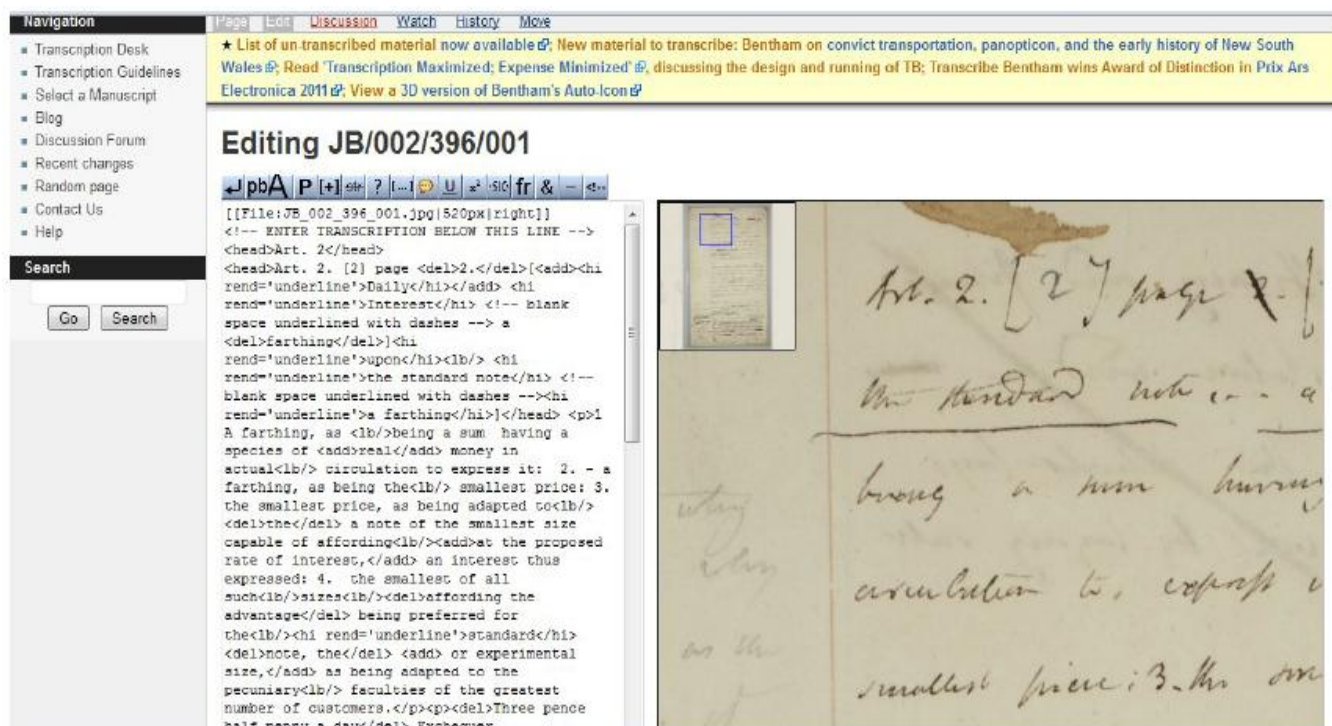 Navigation
Transcription Desk
Transcription Guidelines
Select a Manuscript
Blog
Discussion Forum
Recent changes
Random page
Contact Us
Help
Search
Go Search
Page Edit Discussion Watch History Move
★ List of un-transcribed material now available; New material to transcribe: Bentham on convict transportation, panopticon, and the early history of New South
Wales; Read 'Transcription Maximized; Expense Minimized', discussing the design and running of TB; Transcribe Bentham wins Award of Distinction in Prix Ars
Electronica 2011; View a 3D version of Bentham's Auto-Icon
Editing JB/002/396/001
pb A P [+] str ? [...] U x² SIC fr & – <!--
[[File:JB_002_396_001.jpg|520px|right]]
<!-- ENTER TRANSCRIPTION BELOW THIS LINE -->
<head>Art. 2</head>
<head>Art. 2. [2] page <del>2.</del>[<add><hi
rend='underline'>Daily</hi></add> <hi
rend='underline'>Interest</hi> <!-- blank
space underlined with dashes --> a
<del>farthing</del>]<hi
rend='underline'>upon</hi><lb/> <hi
rend='underline'>the standard note</hi> <!--
blank space underlined with dashes --><hi
rend='underline'>a farthing</hi>]</head> <p>1
A farthing, as <lb/>being a sum having a
species of <add>real</add> money in
actual<lb/> circulation to express it: 2. - a
farthing, as being the<lb/> smallest price: 3.
the smallest price, as being adapted to<lb/>
<del>the</del> a note of the smallest size
capable of affording<lb/><add>at the proposed
rate of interest,</add> an interest thus
expressed: 4. the smallest of all
such<lb/>sizes<lb/><del>affording the
advantage</del> being preferred for
the<lb/><hi rend='underline'>standard</hi>
<del>note, the</del> <add> or experimental
size,</add> as being adapted to the
pecuniary<lb/> faculties of the greatest
number of customers.</p><p><del>Three pence
half penny a day</del> Exchequer
Art. 2. [2] page 2. [
the standard note . . . a
being a sum having
circulation to express
smallest piece: 3. the
as the